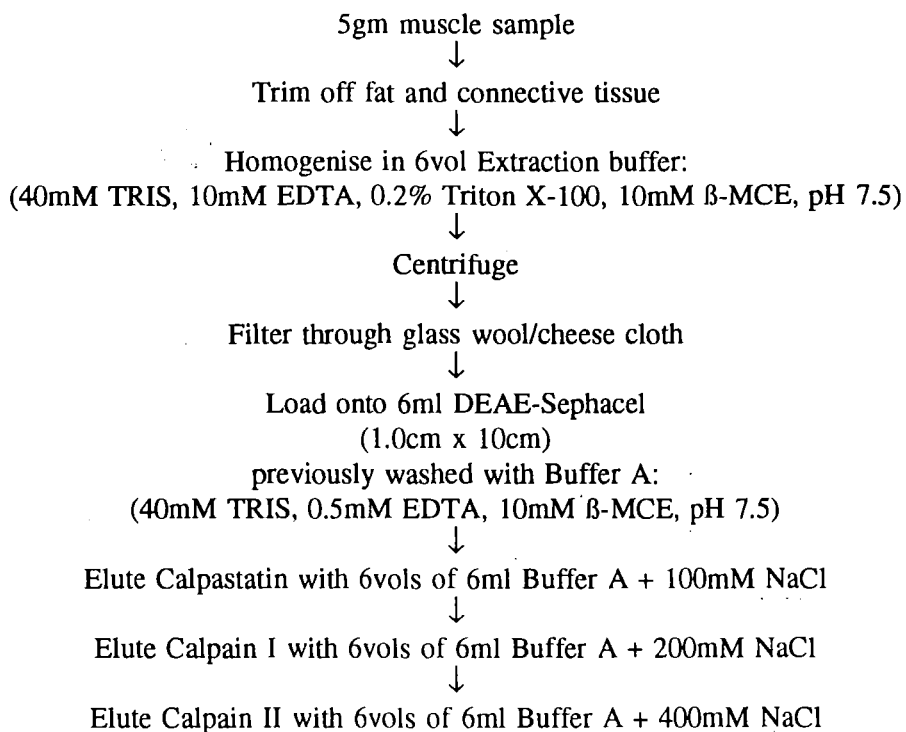 5gm muscle sample
↓
Trim off fat and connective tissue
↓
Homogenise in 6vol Extraction buffer:
(40mM TRIS, 10mM EDTA, 0.2% Triton X-100, 10mM ß-MCE, pH 7.5)
↓
Centrifuge
↓
Filter through glass wool/cheese cloth
↓
Load onto 6ml DEAE-Sephacel
(1.0cm x 10cm)
previously washed with Buffer A:
(40mM TRIS, 0.5mM EDTA, 10mM ß-MCE, pH 7.5)
↓
Elute Calpastatin with 6vols of 6ml Buffer A + 100mM NaCl
↓
Elute Calpain I with 6vols of 6ml Buffer A + 200mM NaCl
↓
Elute Calpain II with 6vols of 6ml Buffer A + 400mM NaCl